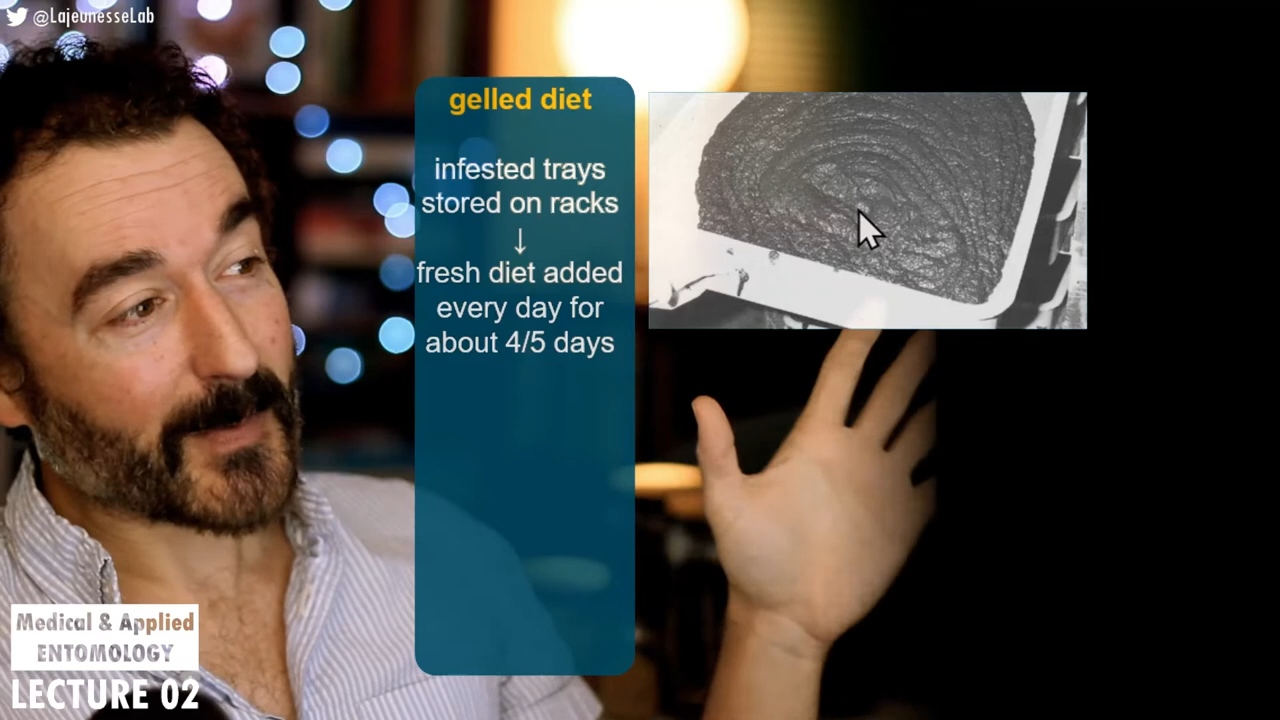 @LajeunesseLab
gelled diet
infested trays
stored on racks
↓
fresh diet added
every day for
about 4/5 days
Medical & Applied
ENTOMOLOGY
LECTURE 02